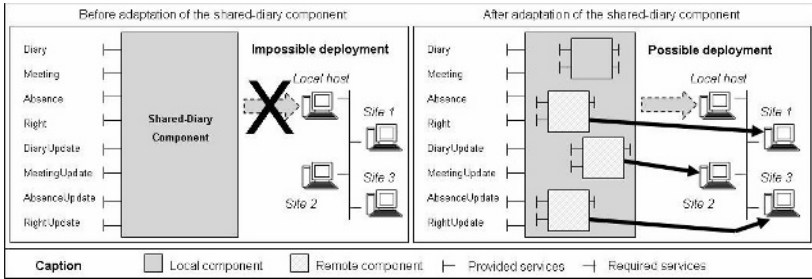 Before adaptation of the shared-diary component
Diary
Meeting
Absence
Right
DiaryUpdate
MeetingUpdate
AbsenceUpdate
RightUpdate
Shared-Diary
Component
Impossible deployment
Local host
Site 1
Site 3
Site 2
After adaptation of the shared-diary component
Diary
Meeting
Absence
Right
DiaryUpdate
MeetingUpdate
AbsenceUpdate
RightUpdate
Possible deployment
Local host
Site 1
Site 3
Site 2
Caption
Local component
Remote component
Provided services
Required services